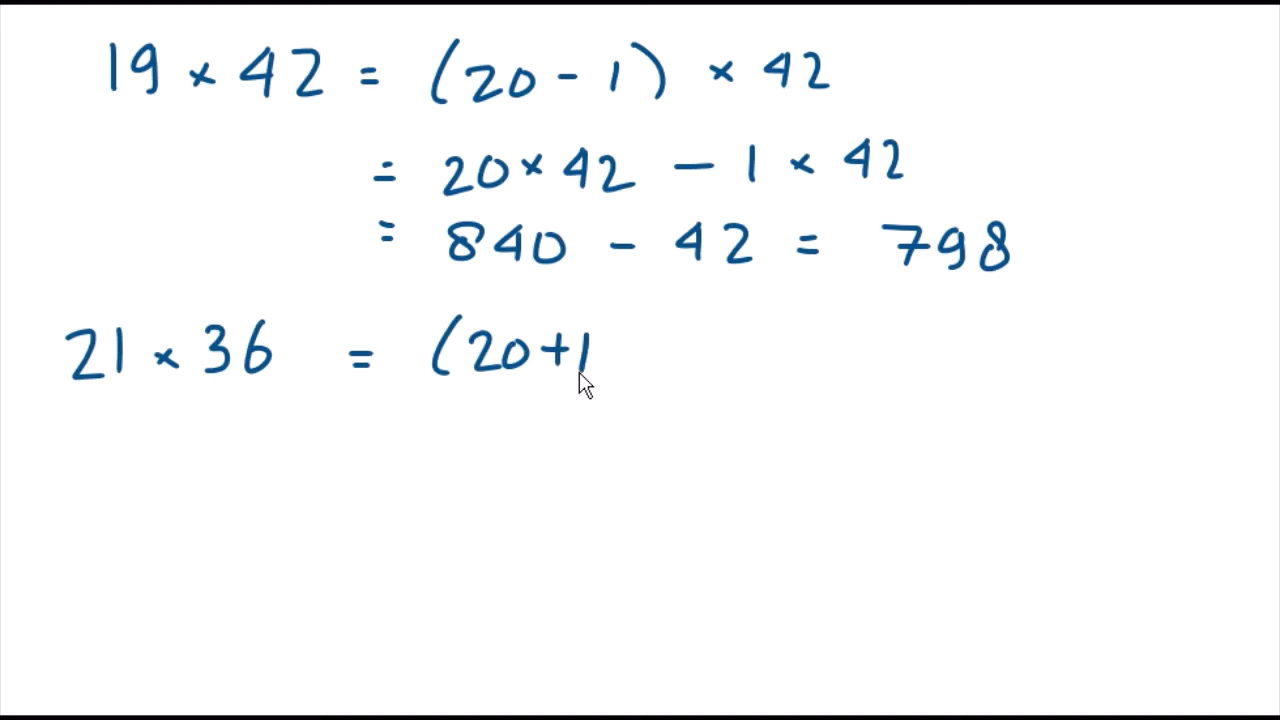 19 × 42 = (20 - 1) × 42
= 20 × 42 - 1 × 42
= 840 - 42 = 798
21 × 36 = (20 + 1